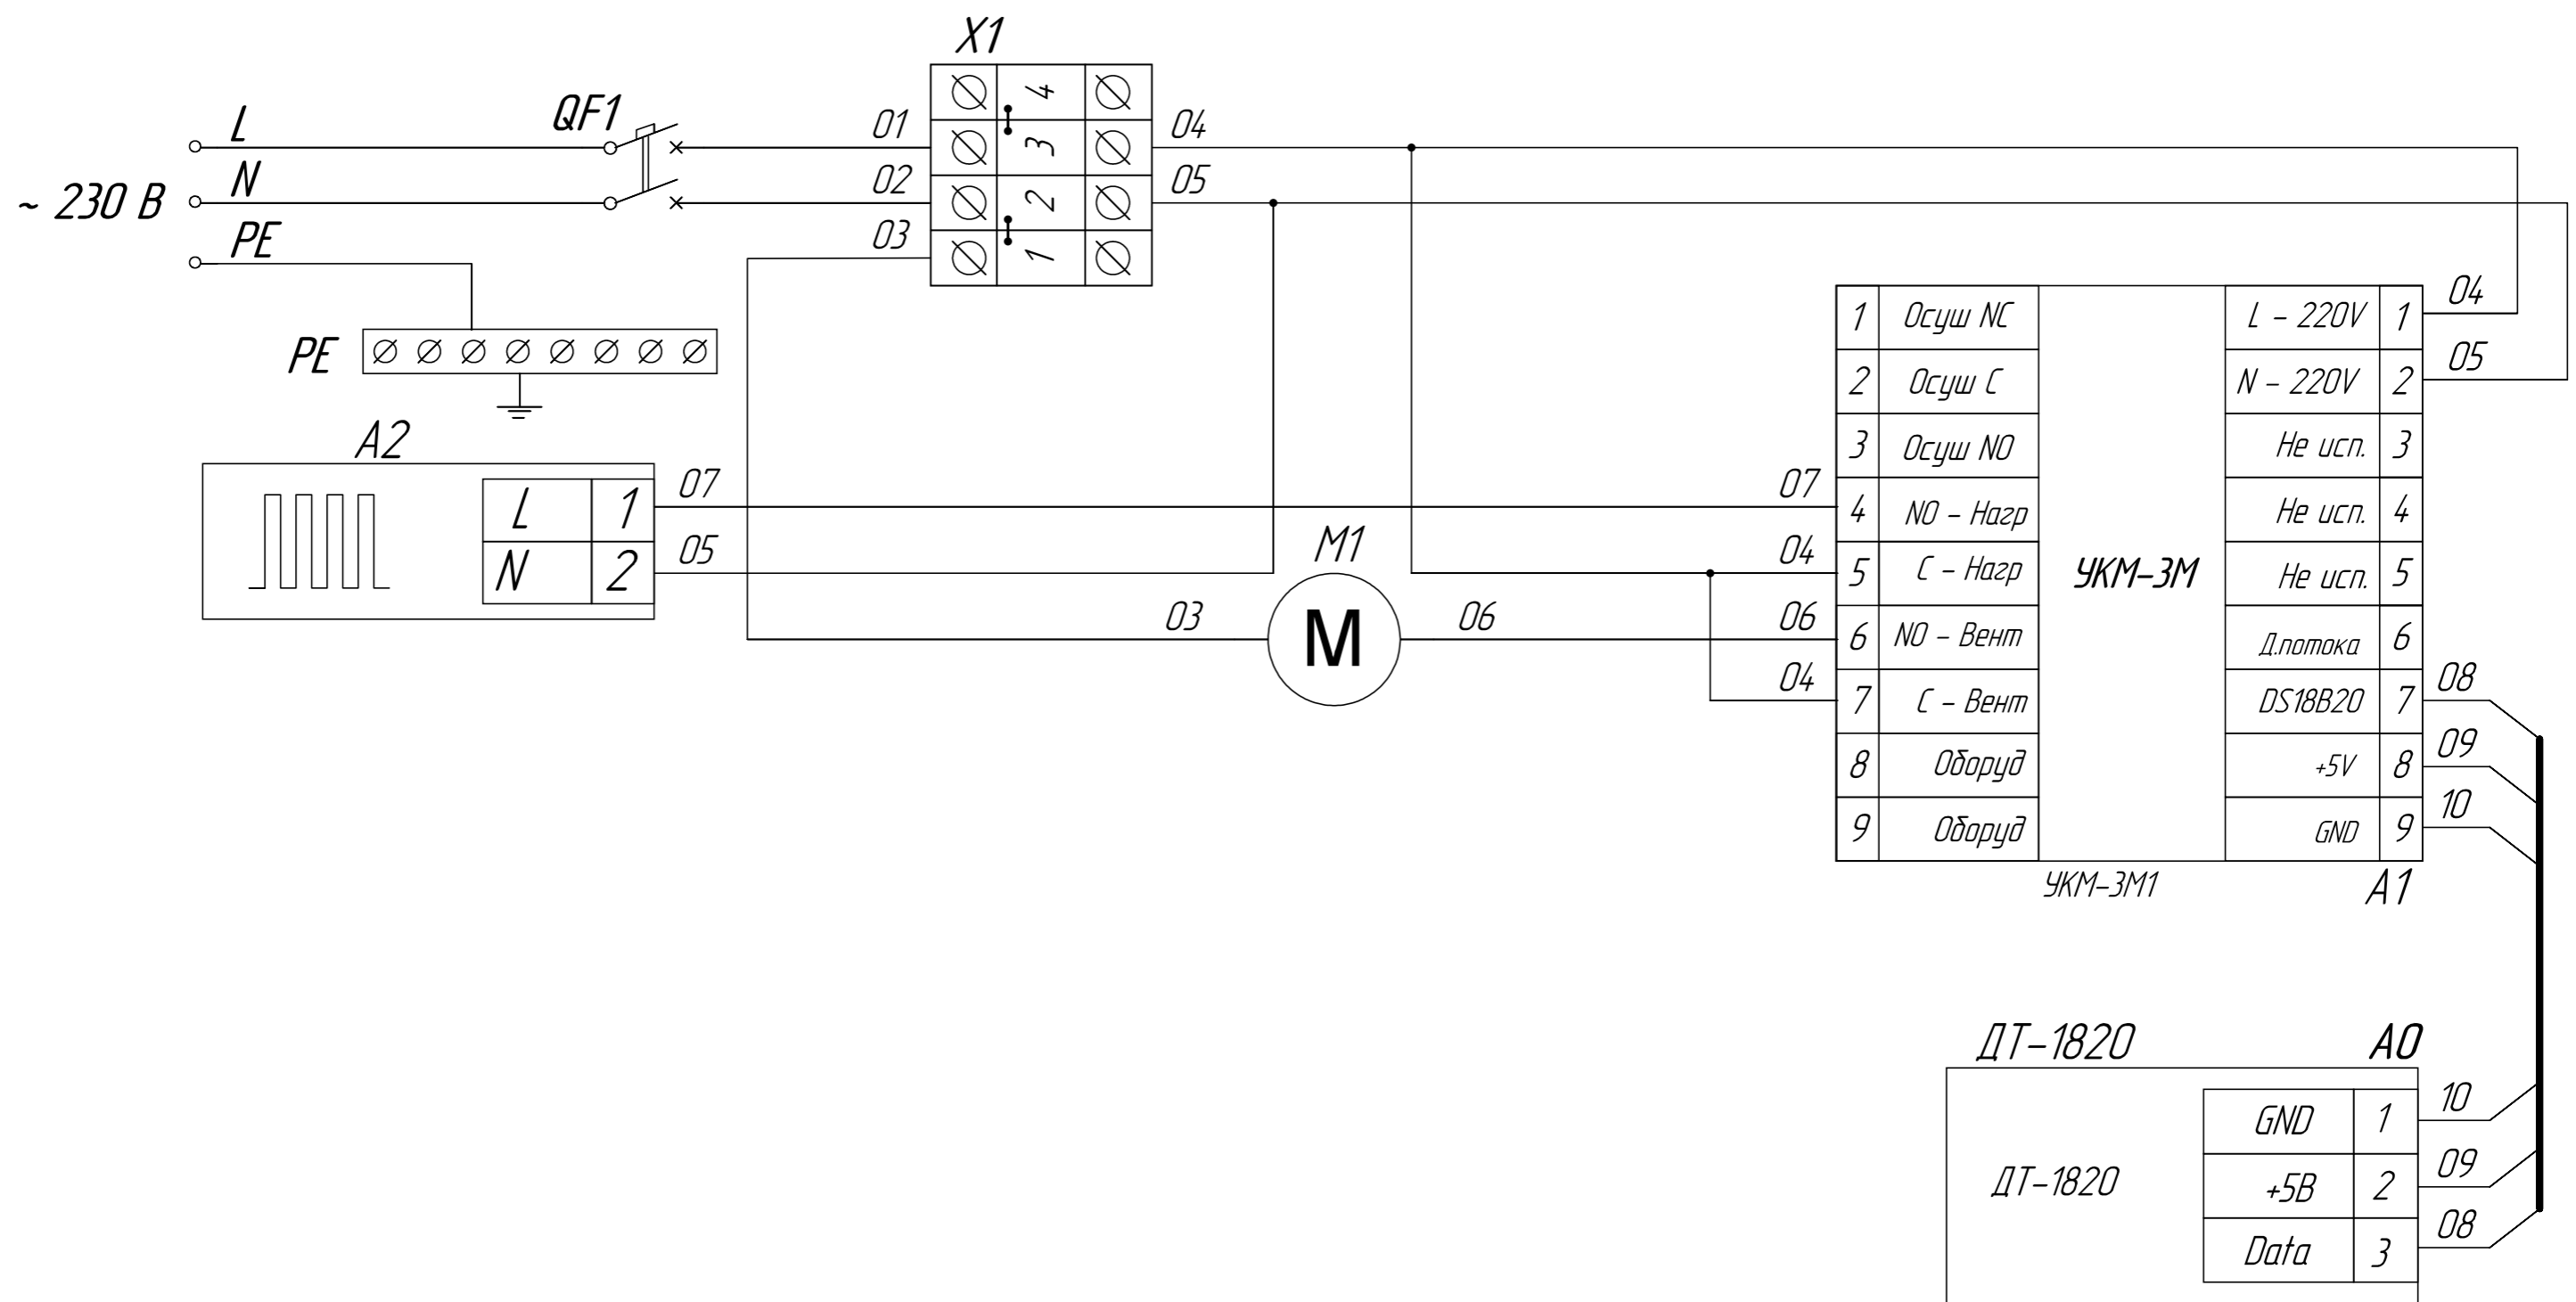 X1
QF1
L
N
PE
~ 230 В
01
02
03
4
3
2
1
04
05
PE
A2
L 1
N 2
07
05
M1
M
03
06
07
04
06
04
1 Осуш NC
2 Осуш C
3 Осуш NO
4 NO - Нагр
5 C - Нагр
6 NO - Вент
7 C - Вент
8 Оборуд
9 Оборуд
УКМ-3М
L - 220V 1
N - 220V 2
Не исп. 3
Не исп. 4
Не исп. 5
Д.потока 6
DS18B20 7
+5V 8
GND 9
04
05
08
09
10
УКМ-3М1
A1
ДТ-1820
A0
ДТ-1820
GND 1
+5В 2
Data 3
10
09
08